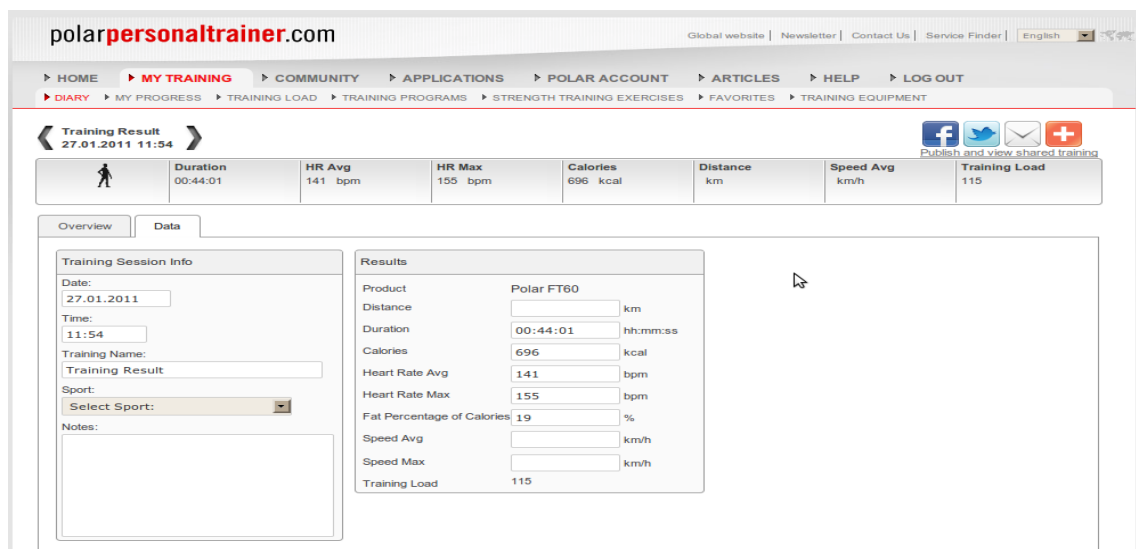 polarpersonaltrainer.com
Global website | Newsletter | Contact Us | Service Finder | English
HOME MY TRAINING COMMUNITY APPLICATIONS POLAR ACCOUNT ARTICLES HELP LOG OUT
DIARY MY PROGRESS TRAINING LOAD TRAINING PROGRAMS STRENGTH TRAINING EXERCISES FAVORITES TRAINING EQUIPMENT
Training Result
27.01.2011 11:54
Publish and view shared training
Duration HR Avg HR Max Calories Distance Speed Avg Training Load
00:44:01 141 bpm 155 bpm 696 kcal km km/h 115
Overview Data
Training Session Info
Date:
27.01.2011
Time:
11:54
Training Name:
Training Result
Sport:
Select Sport:
Notes:
Results
Product Polar FT60
Distance km
Duration 00:44:01 hh:mm:ss
Calories 696 kcal
Heart Rate Avg 141 bpm
Heart Rate Max 155 bpm
Fat Percentage of Calories 19 %
Speed Avg km/h
Speed Max km/h
Training Load 115